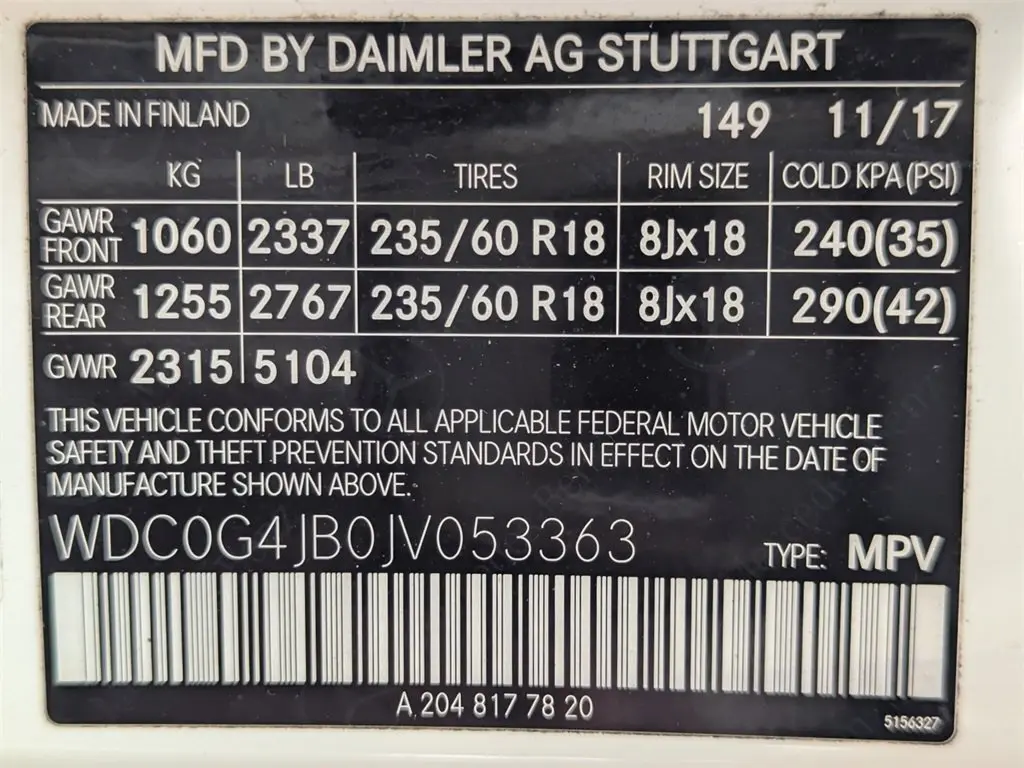 MFD BY DAIMLER AG STUTTGART
MADE IN FINLAND 149 11/17
KG LB TIRES RIM SIZE COLD KPA (PSI)
GAWR FRONT 1060 2337 235/60 R18 8Jx18 240(35)
GAWR REAR 1255 2767 235/60 R18 8Jx18 290(42)
GVWR 2315 5104
THIS VEHICLE CONFORMS TO ALL APPLICABLE FEDERAL MOTOR VEHICLE
SAFETY AND THEFT PREVENTION STANDARDS IN EFFECT ON THE DATE OF
MANUFACTURE SHOWN ABOVE.
WDC0G4JB0JV053363 TYPE: MPV
A 204 817 78 20
5156327